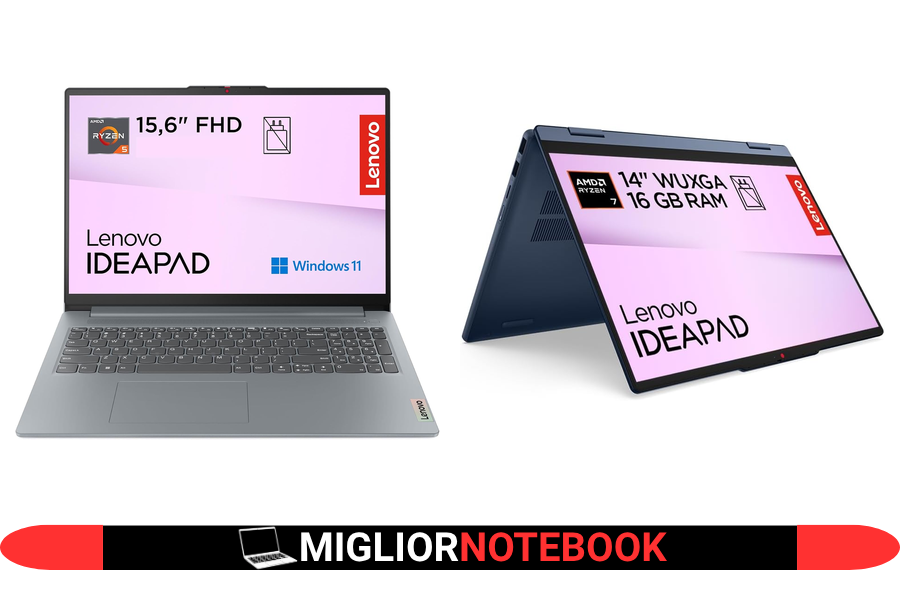 AMD
RYZEN
5
15,6" FHD
Lenovo
Lenovo
IDEAPAD
Windows 11
Lenovo
AMD
RYZEN
7
14" WUXGA
16 GB RAM
Lenovo
Lenovo
IDEAPAD
MIGLIORNOTEBOOK